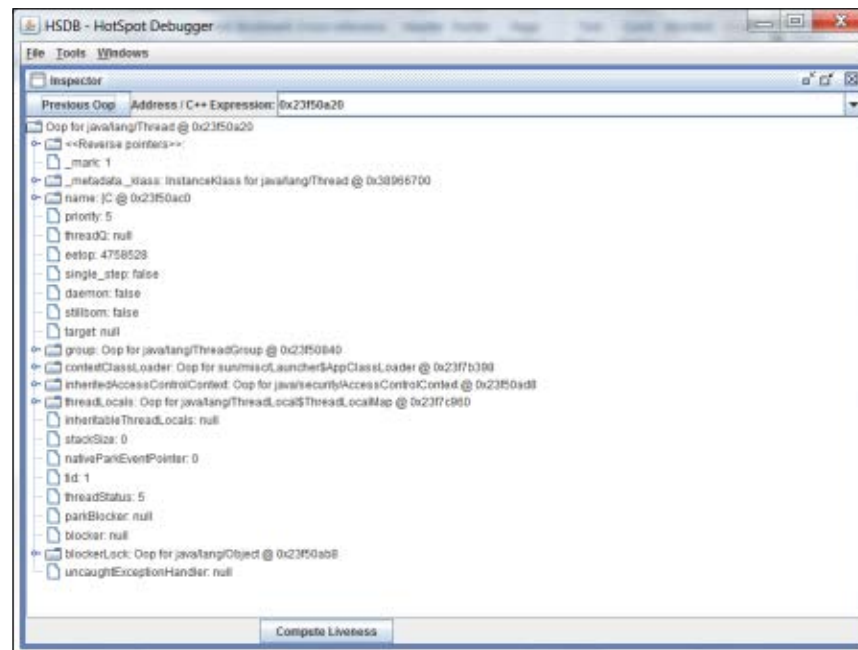 HSDB - HotSpot Debugger
File Tools Windows
Inspector
Previous Oop Address / C++ Expression: 0x23f50a20
Oop for java/lang/Thread @ 0x23f50a20
<<Reverse pointers>>:
_mark: 1
_metadata._klass: InstanceKlass for java/lang/Thread @ 0x38966700
name: [C @ 0x23f50ac0
priority: 5
threadQ: null
eetop: 4758528
single_step: false
daemon: false
stillborn: false
target: null
group: Oop for java/lang/ThreadGroup @ 0x23f50840
contextClassLoader: Oop for sun/misc/Launcher$AppClassLoader @ 0x23f7b398
inheritedAccessControlContext: Oop for java/security/AccessControlContext @ 0x23f50ad8
threadLocals: Oop for java/lang/ThreadLocal$ThreadLocalMap @ 0x23f7c960
inheritableThreadLocals: null
stackSize: 0
nativeParkEventPointer: 0
tid: 1
threadStatus: 5
parkBlocker: null
blocker: null
blockerLock: Oop for java/lang/Object @ 0x23f50ab8
uncaughtExceptionHandler: null
Compute Liveness